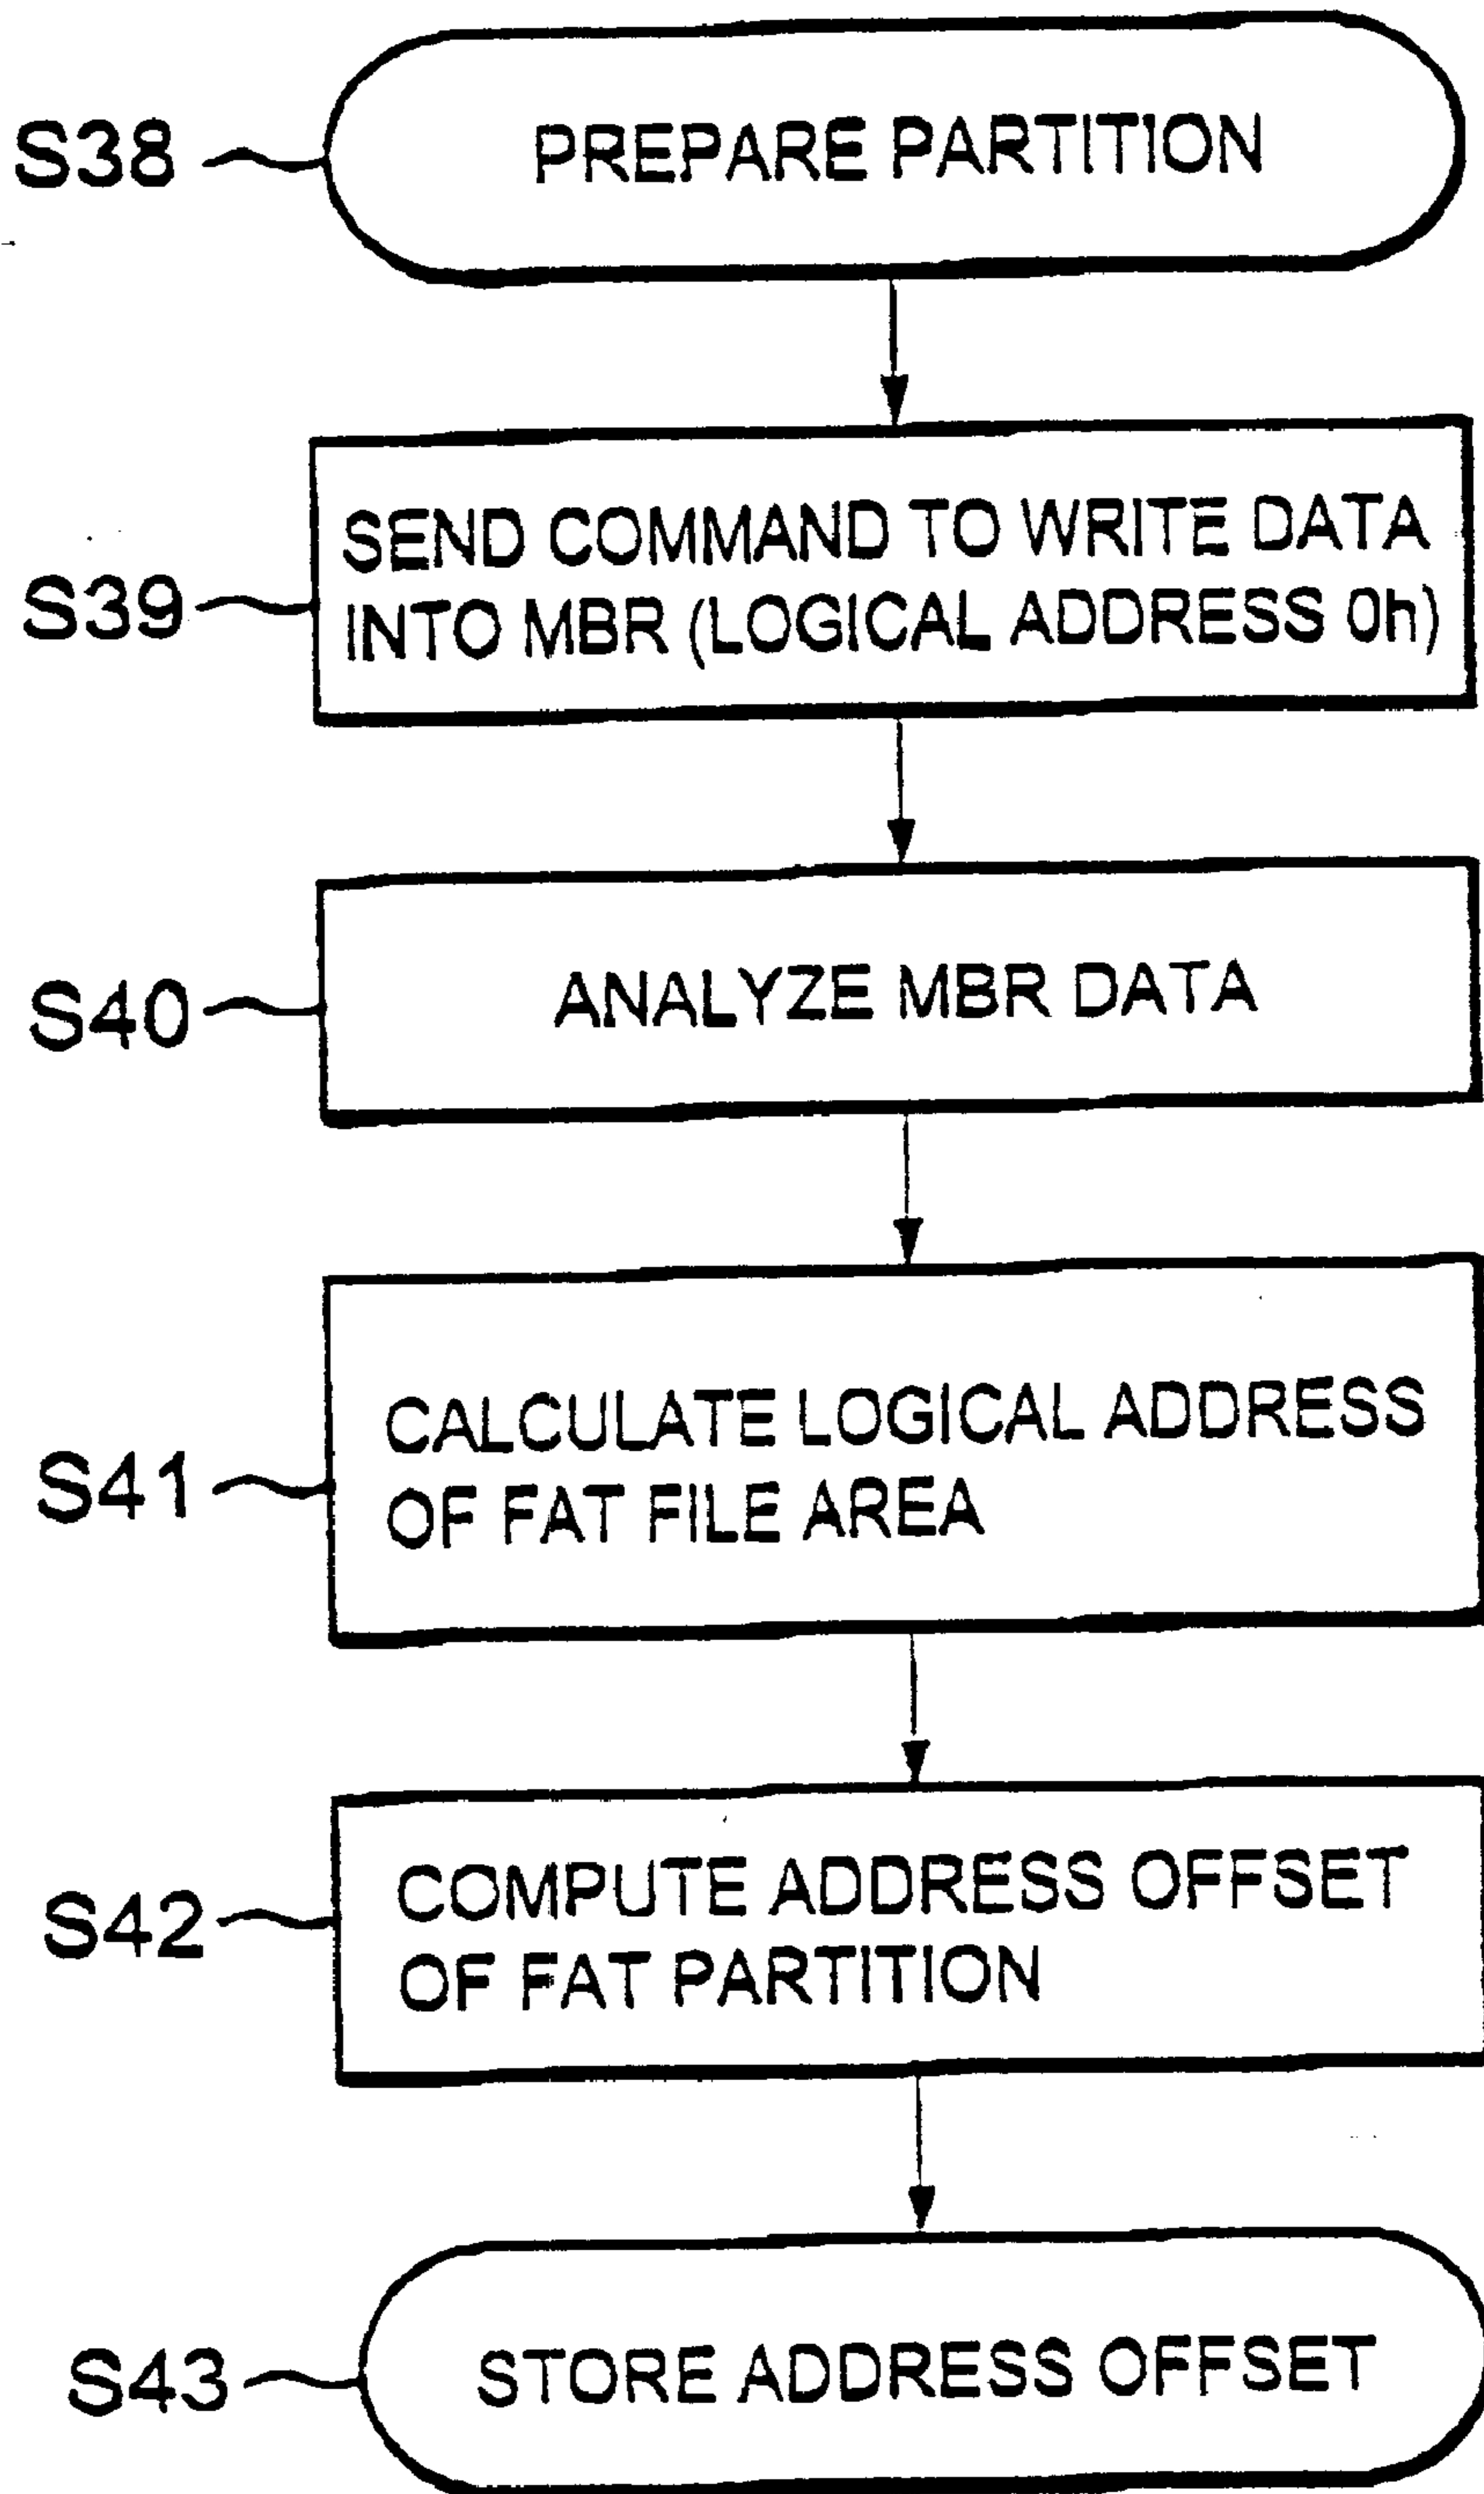 S38
PREPARE PARTITION
S39
SEND COMMAND TO WRITE DATA
INTO MBR (LOGICAL ADDRESS 0h)
S40
ANALYZE MBR DATA
S41
CALCULATE LOGICAL ADDRESS
OF FAT FILE AREA
S42
COMPUTE ADDRESS OFFSET
OF FAT PARTITION
S43
STORE ADDRESS OFFSET